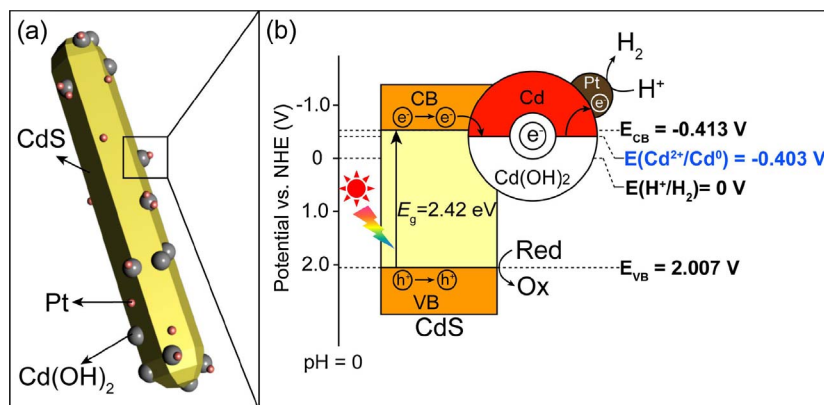 (a)
CdS
Pt
Cd(OH)₂
(b)
Potential vs. NHE (V)
-1.0
0
1.0
2.0
pH = 0
CB
e⁻ e⁻
E_g=2.42 eV
h⁺ h⁺
VB
CdS
Cd
e⁻
Cd(OH)₂
Pt
e⁻
H₂
H⁺
Red
Ox
E_CB = -0.413 V
E(Cd²⁺/Cd⁰) = -0.403 V
E(H⁺/H₂)= 0 V
E_VB = 2.007 V